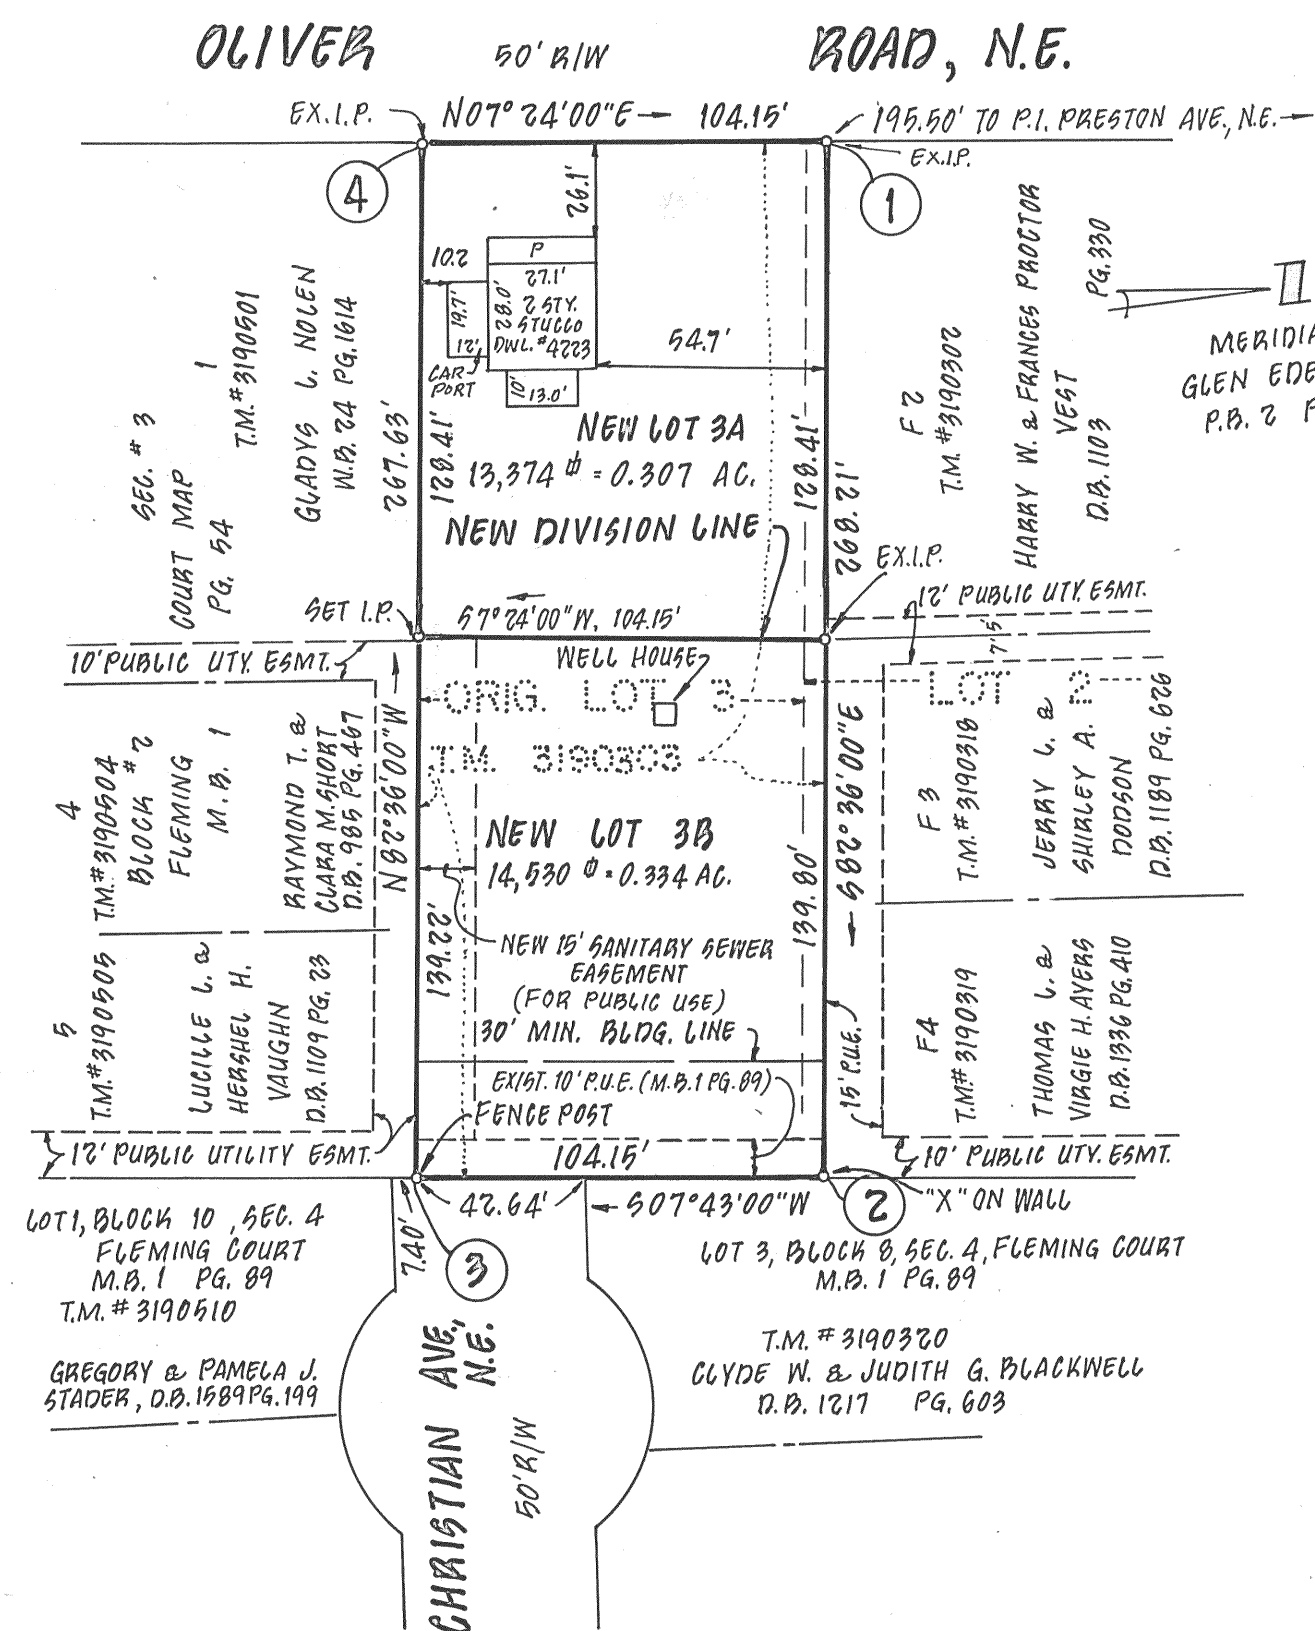 OLIVER 50' R/W ROAD, N.E.
EX.I.P. N07° 24'00"E 104.15' 195.50' TO P.I. PRESTON AVE., N.E.
EX.I.P.
4
1
26.1'
10.2
P
27.1'
28.0'
2 STY.
STUCCO
DWL. #4223
19.7'
12'
CAR
PORT
10'
13.0'
54.7'
SEC. # 3
COURT MAP
PG. 54
1
T.M.#3190501
GLADYS L. NOLEN
W.B. 24 PG.1614
267.63'
128.41'
NEW LOT 3A
13,374 = 0.307 AC.
NEW DIVISION LINE
128.41'
268.21'
F 2
T.M. #3190302
HARRY W. & FRANCES PROCTOR
VEST
D.B. 1103 PG.330
MERIDIA
GLEN EDE
P.B. 2 P
EX.I.P.
SET I.P.
S7°24'00"W, 104.15'
12' PUBLIC UTY. ESMT.
7.5'
10' PUBLIC UTY. ESMT.
WELL HOUSE
ORIG. LOT 3
T.M. 3190303
LOT 2
N82°36'00"W
S82°36'00"E
4
T.M.#3190504
BLOCK #2
FLEMING
M.B. 1
RAYMOND T. &
CLARA M. SHORT
D.B. 985 PG.467
NEW LOT 3B
14,530 = 0.334 AC.
139.22'
139.80'
F 3
T.M.#3190318
JERRY L. &
SHIRLEY A.
DODSON
D.B. 1189 PG. 626
NEW 15' SANITARY SEWER
EASEMENT
(FOR PUBLIC USE)
30' MIN. BLDG. LINE
EXIST. 10' P.U.E. (M.B.1 PG.89)
FENCE POST
5
T.M.#3190505
LUCILLE L. &
HERSHEL H.
VAUGHN
D.B. 1109 PG. 23
15' P.U.E.
F4
T.M.#3190319
THOMAS L. &
VIRGIE H. AYERS
D.B.1336 PG.410
12' PUBLIC UTILITY ESMT.
104.15'
10' PUBLIC UTY. ESMT.
42.64'
S07°43'00"W
2
"X" ON WALL
7.40'
3
LOT 1, BLOCK 10, SEC. 4
FLEMING COURT
M.B. 1 PG. 89
T.M. # 3190510
GREGORY & PAMELA J.
STADER, D.B. 1589 PG. 199
LOT 3, BLOCK 8, SEC. 4, FLEMING COURT
M.B. 1 PG. 89
T.M. # 3190320
CLYDE W. & JUDITH G. BLACKWELL
D.B. 1217 PG. 603
CHRISTIAN AVE.,
N.E.
50' R/W